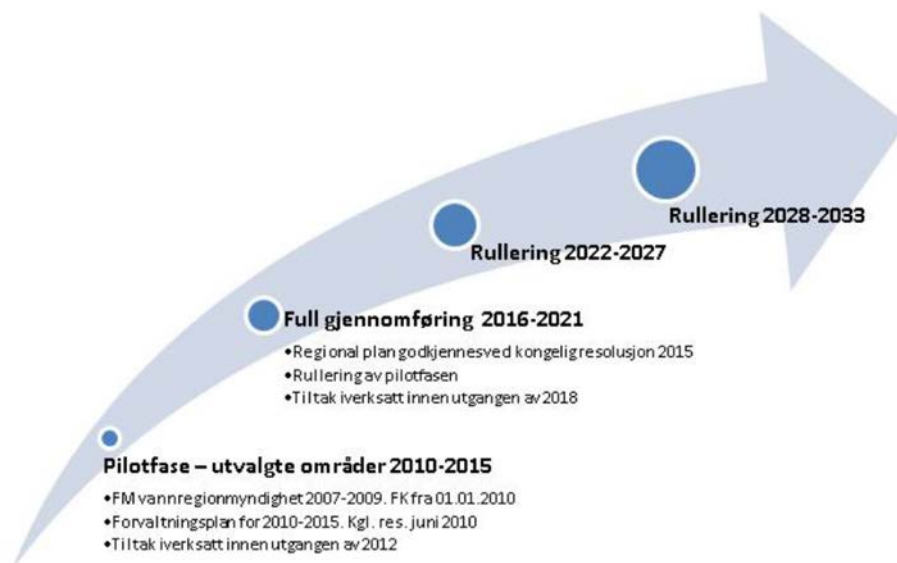 Rullering 2028-2033
Rullering 2022-2027
Full gjennomføring 2016-2021
•Regional plan godkjennesved kongelig resolusjon 2015
•Rullering av pilotfasen
•Tiltak iverksatt innen utgangen av 2018
Pilotfase – utvalgte områder 2010-2015
•FM vannregionmyndighet 2007-2009. FK fra 01.01.2010
•Forvaltningsplan for 2010-2015. Kgl. res. juni 2010
•Tiltak iverksatt innen utgangen av 2012